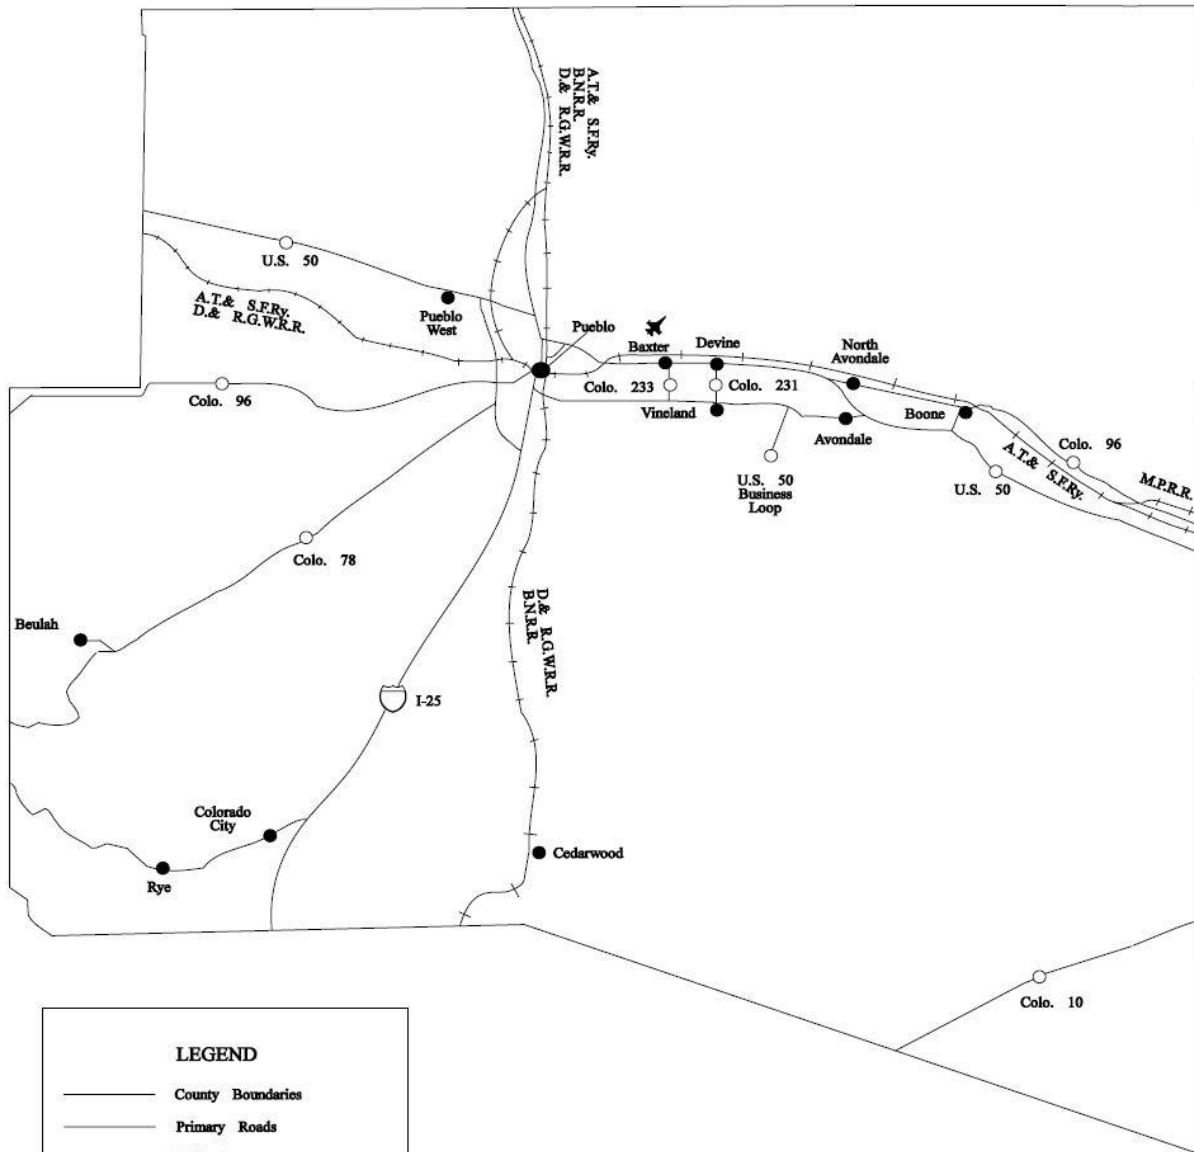 A.T.& S.F.Ry.
B.N.R.R.
D.& R.G.W.R.R.
U.S. 50
A.T.& S.F.Ry.
D.& R.G.W.R.R.
Pueblo
West
Pueblo
Baxter
Devine
North
Avondale
Colo. 96
Colo. 233
Colo. 231
Vineland
Avondale
Boone
Colo. 96
U.S. 50
Business
Loop
A.T.& S.F.Ry.
U.S. 50
M.P.R.R.
Colo. 78
Beulah
D.& R.G.W.R.R.
B.N.R.R.
I-25
Colorado
City
Rye
Cedarwood
Colo. 10
LEGEND
County Boundaries
Primary Roads